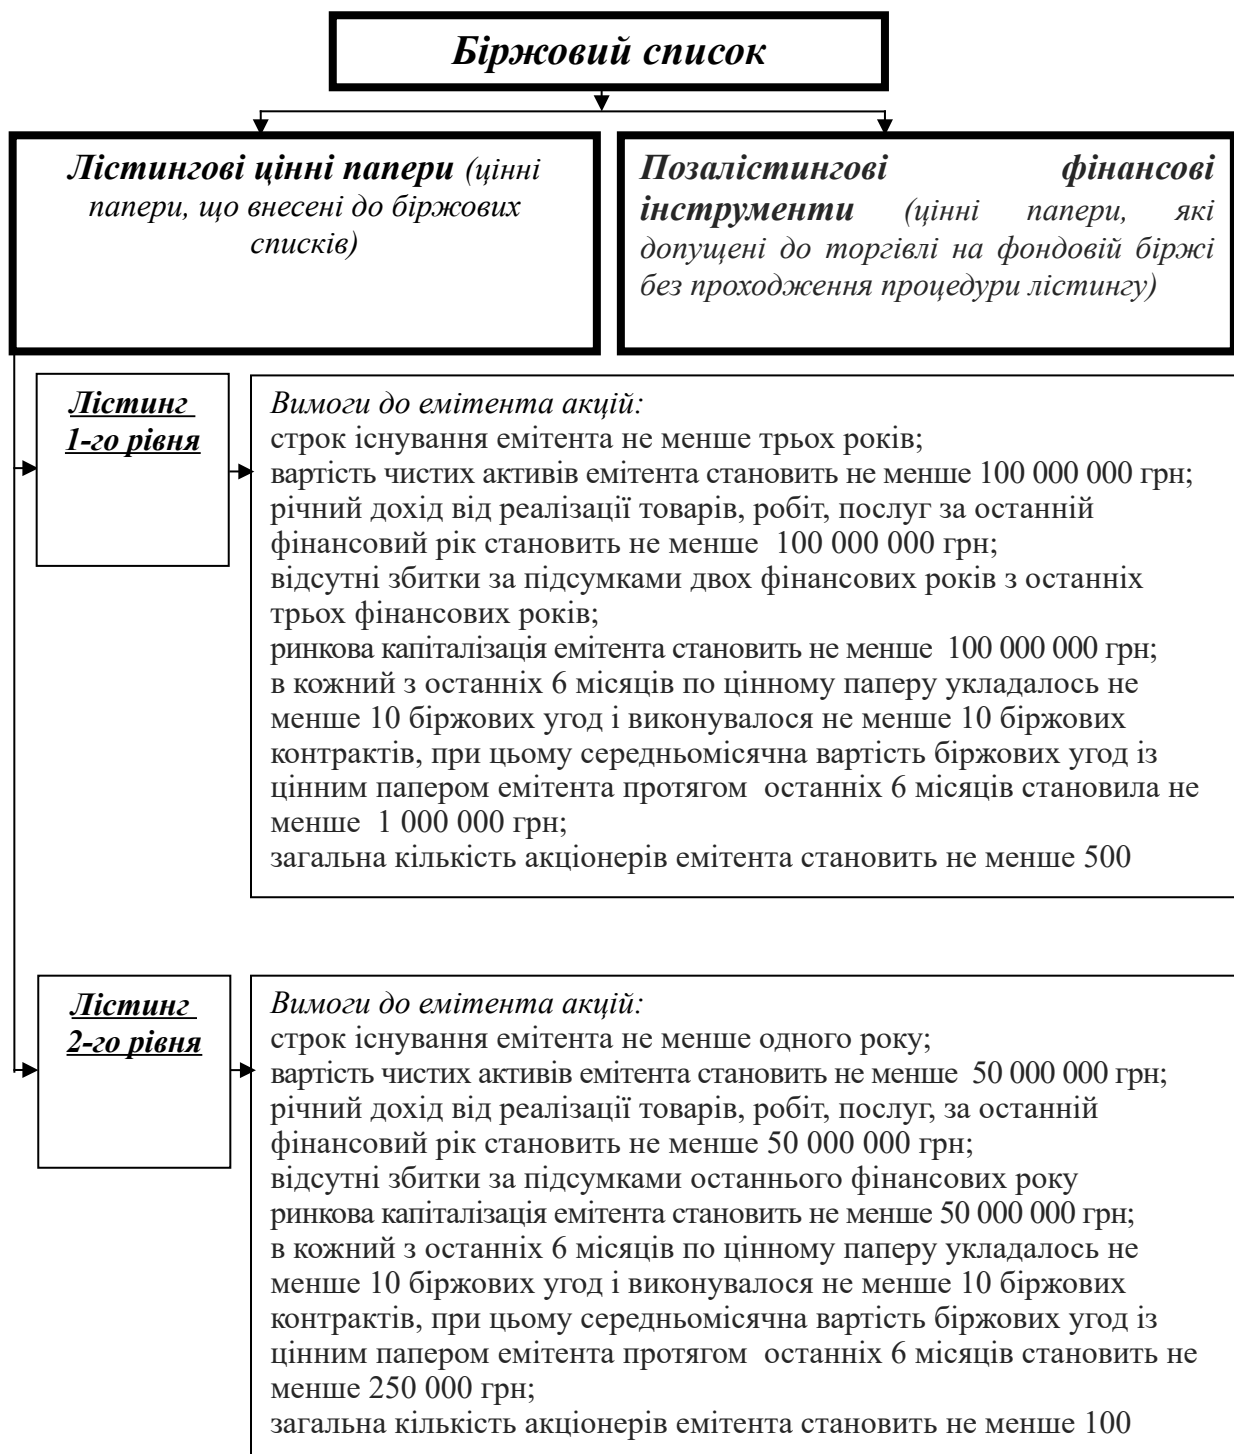 Біржовий список
Лістингові цінні папери (цінні
папери, що внесені до біржових
списків)
Позалістингові фінансові
інструменти (цінні папери, які
допущені до торгівлі на фондовій біржі
без проходження процедури лістингу)
Лістинг
1-го рівня
Вимоги до емітента акцій:
строк існування емітента не менше трьох років;
вартість чистих активів емітента становить не менше 100 000 000 грн;
річний дохід від реалізації товарів, робіт, послуг за останній
фінансовий рік становить не менше 100 000 000 грн;
відсутні збитки за підсумками двох фінансових років з останніх
трьох фінансових років;
ринкова капіталізація емітента становить не менше 100 000 000 грн;
в кожний з останніх 6 місяців по цінному паперу укладалось не
менше 10 біржових угод і виконувалося не менше 10 біржових
контрактів, при цьому середньомісячна вартість біржових угод із
цінним папером емітента протягом останніх 6 місяців становила не
менше 1 000 000 грн;
загальна кількість акціонерів емітента становить не менше 500
Лістинг
2-го рівня
Вимоги до емітента акцій:
строк існування емітента не менше одного року;
вартість чистих активів емітента становить не менше 50 000 000 грн;
річний дохід від реалізації товарів, робіт, послуг, за останній
фінансовий рік становить не менше 50 000 000 грн;
відсутні збитки за підсумками останнього фінансових року
ринкова капіталізація емітента становить не менше 50 000 000 грн;
в кожний з останніх 6 місяців по цінному паперу укладалось не
менше 10 біржових угод і виконувалося не менше 10 біржових
контрактів, при цьому середньомісячна вартість біржових угод із
цінним папером емітента протягом останніх 6 місяців становить не
менше 250 000 грн;
загальна кількість акціонерів емітента становить не менше 100